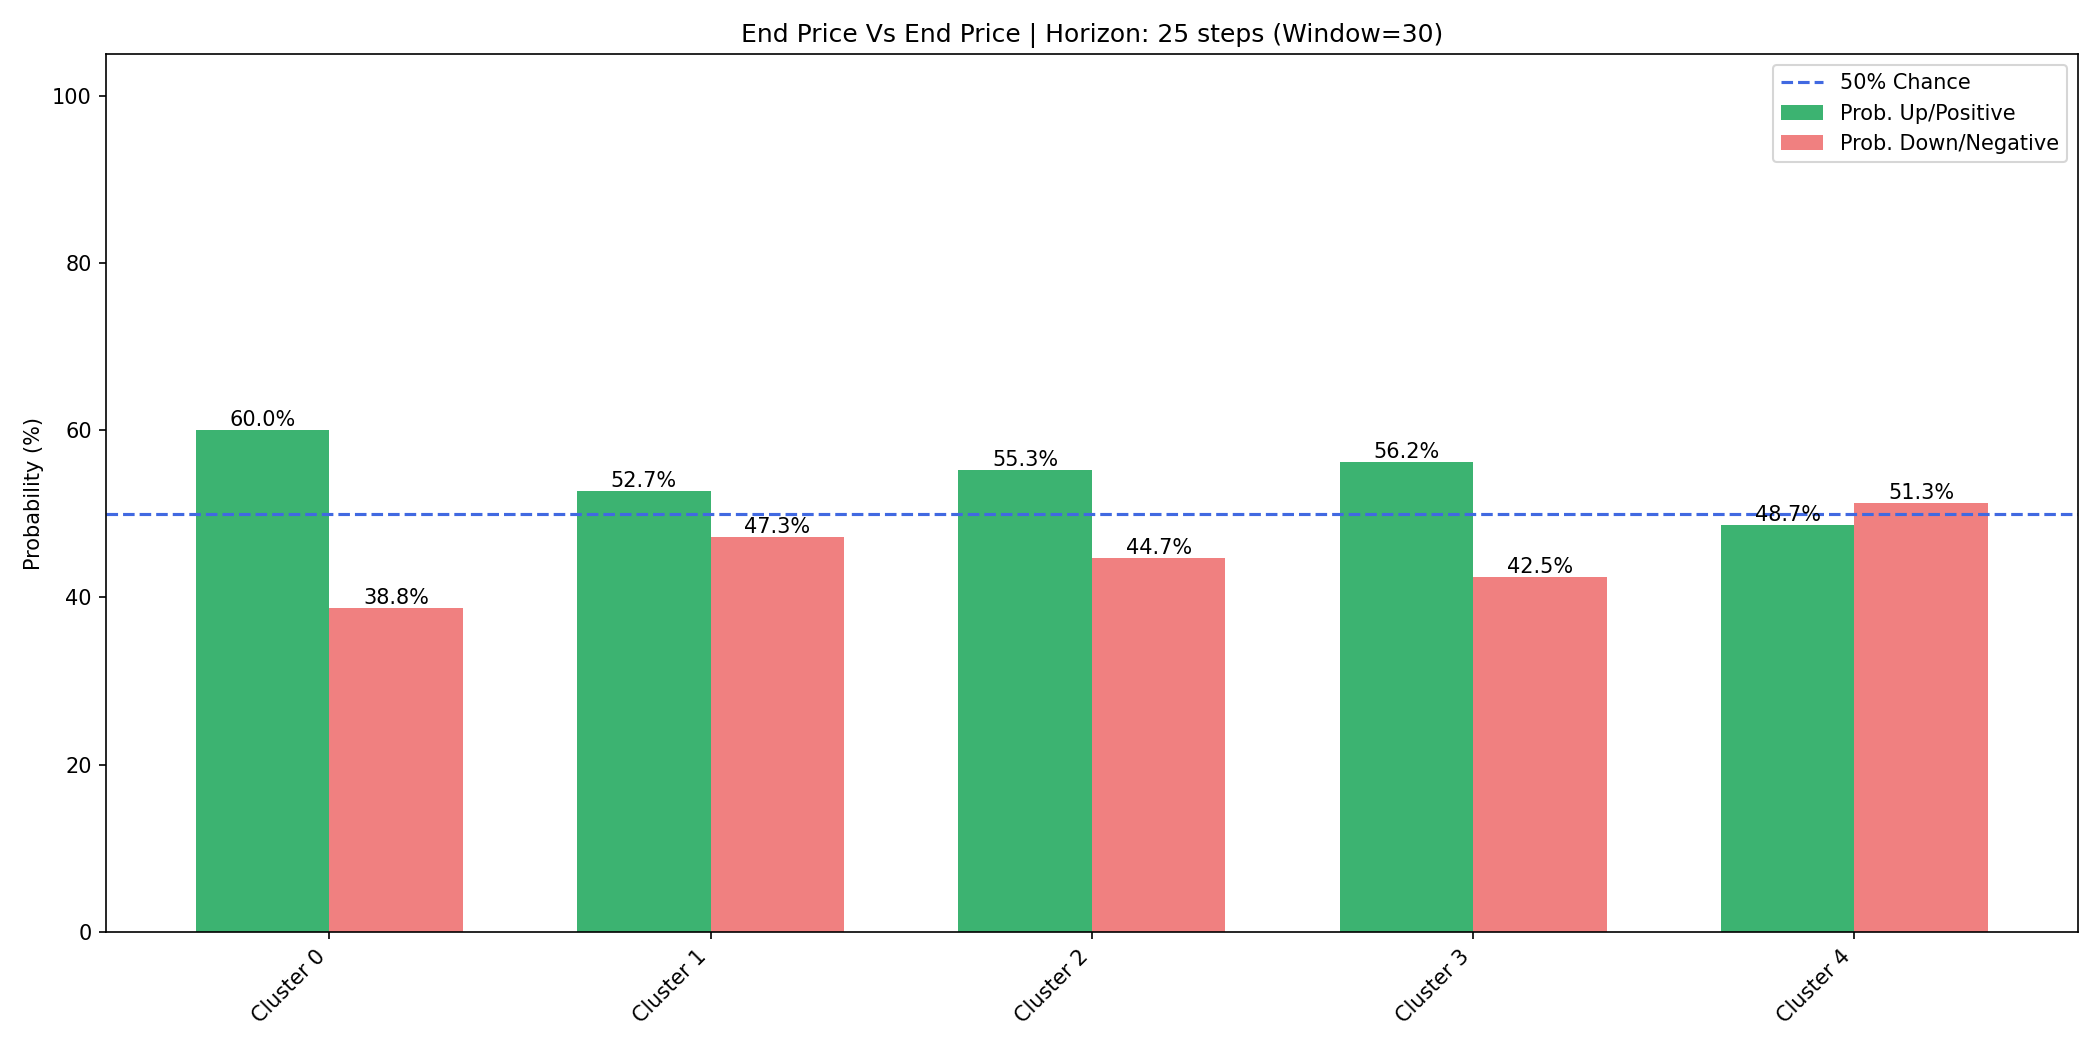 End Price Vs End Price | Horizon: 25 steps (Window=30)
50% Chance
Prob. Up/Positive
Prob. Down/Negative
Probability (%)
100
80
60
40
20
0
60.0%
38.8%
52.7%
47.3%
55.3%
44.7%
56.2%
42.5%
48.7%
51.3%
Cluster 0
Cluster 1
Cluster 2
Cluster 3
Cluster 4